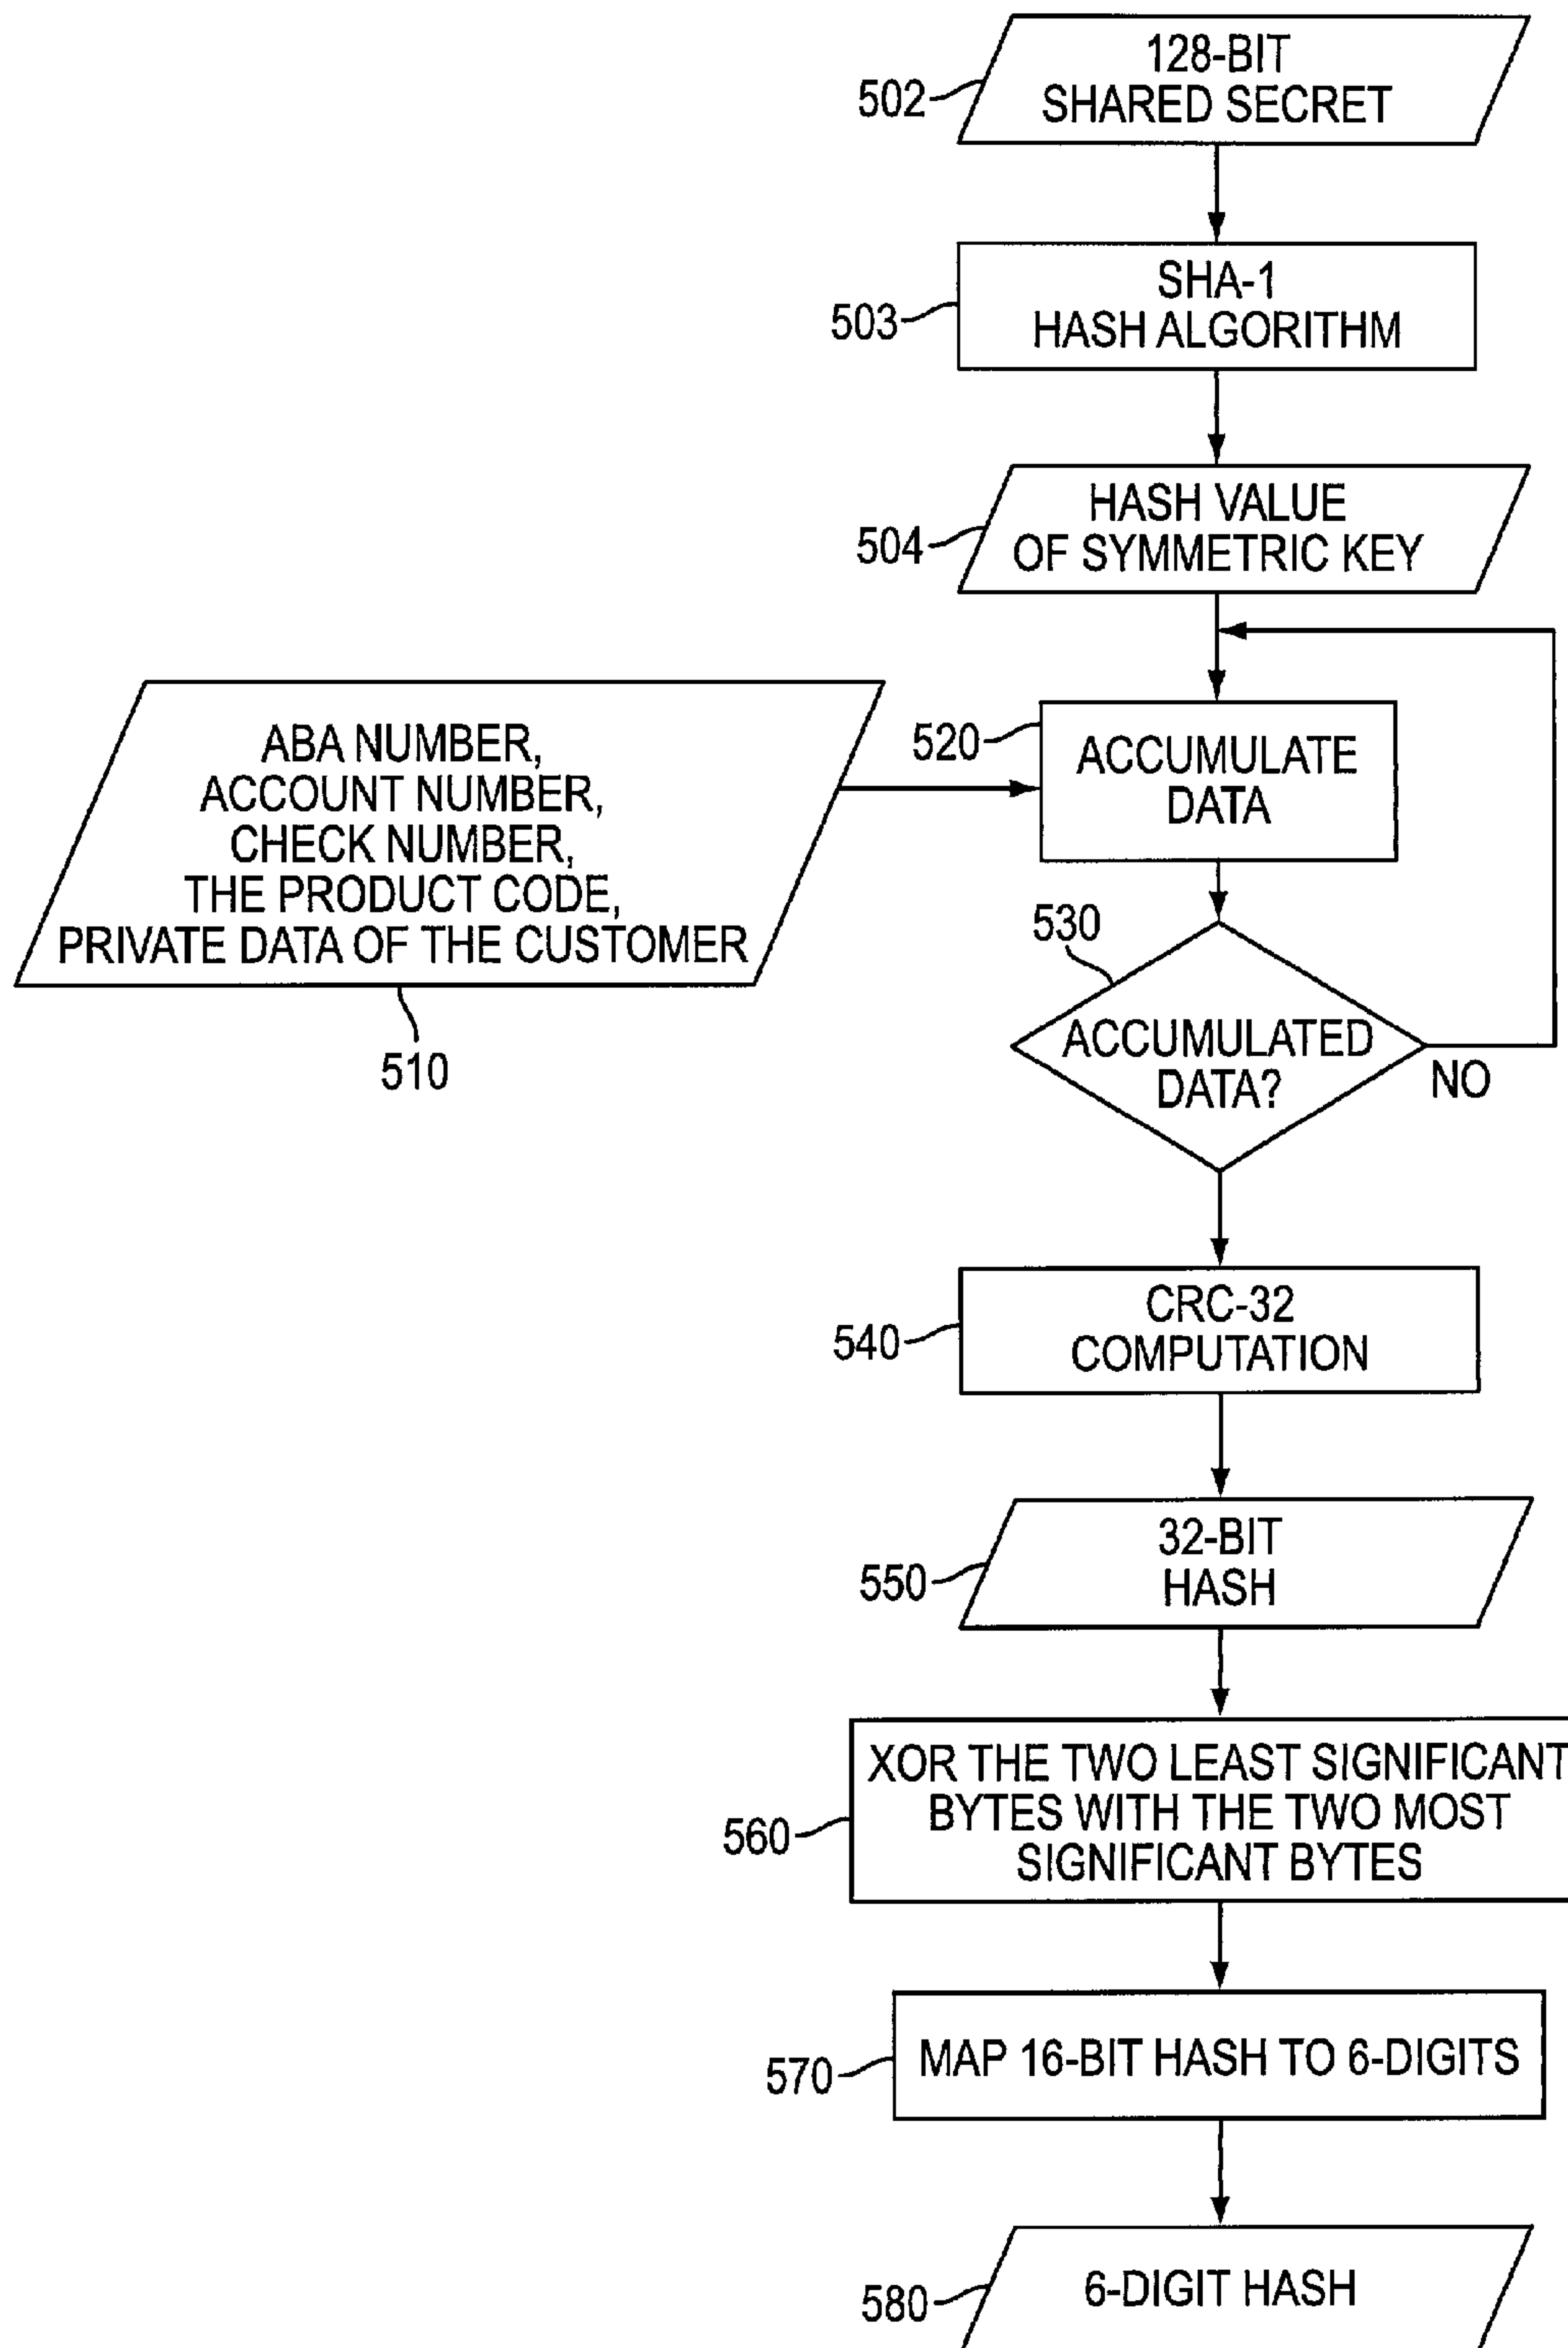 128-BIT
SHARED SECRET
502
SHA-1
HASH ALGORITHM
503
HASH VALUE
OF SYMMETRIC KEY
504
ABA NUMBER,
ACCOUNT NUMBER,
CHECK NUMBER,
THE PRODUCT CODE,
PRIVATE DATA OF THE CUSTOMER
510
520
ACCUMULATE
DATA
530
ACCUMULATED
DATA?
NO
CRC-32
COMPUTATION
540
32-BIT
HASH
550
XOR THE TWO LEAST SIGNIFICANT
BYTES WITH THE TWO MOST
SIGNIFICANT BYTES
560
MAP 16-BIT HASH TO 6-DIGITS
570
6-DIGIT HASH
580